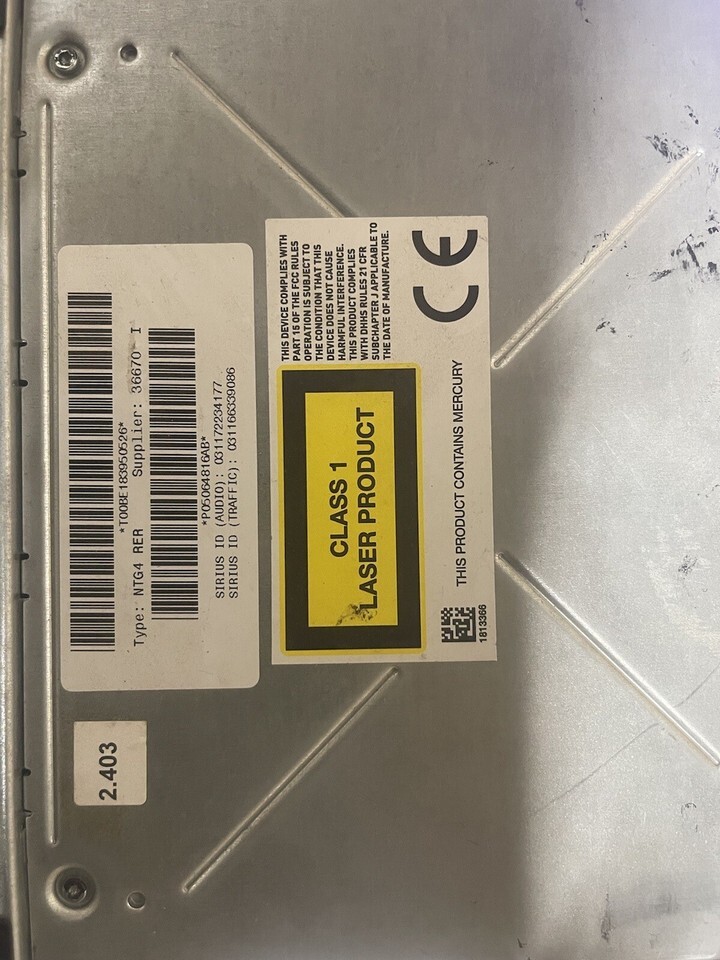 *T00BE183950526*
Type: NTG4 RER Supplier: 36670 I
*P05064816AB*
SIRIUS ID (AUDIO): 031172234177
SIRIUS ID (TRAFFIC): 031166339086
2.403
THIS DEVICE COMPLIES WITH
PART 15 OF THE FCC RULES
OPERATION IS SUBJECT TO
THE CONDITION THAT THIS
DEVICE DOES NOT CAUSE
HARMFUL INTERFERENCE.
THIS PRODUCT COMPLIES
WITH DHHS RULES 21 CFR
SUBCHAPTER J APPLICABLE TO
THE DATE OF MANUFACTURE.
CE
CLASS 1
LASER PRODUCT
THIS PRODUCT CONTAINS MERCURY
1813366